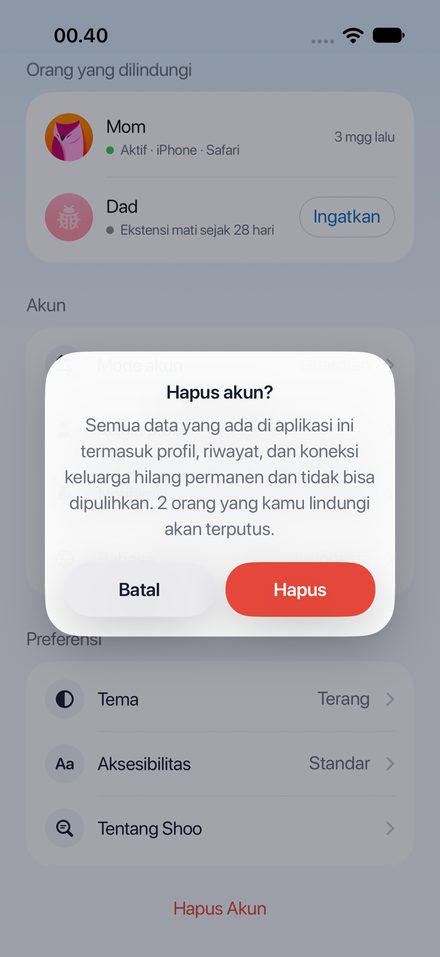 00.40
Orang yang dilindungi
Mom
Aktif · iPhone · Safari
3 mgg lalu
Dad
Ekstensi mati sejak 28 hari
Ingatkan
Akun
Mode akun
Hapus akun?
Semua data yang ada di aplikasi ini
termasuk profil, riwayat, dan koneksi
keluarga hilang permanen dan tidak bisa
dipulihkan. 2 orang yang kamu lindungi
akan terputus.
Batal
Hapus
Preferensi
Tema
Terang
Aa
Aksesibilitas
Standar
Tentang Shoo
Hapus Akun